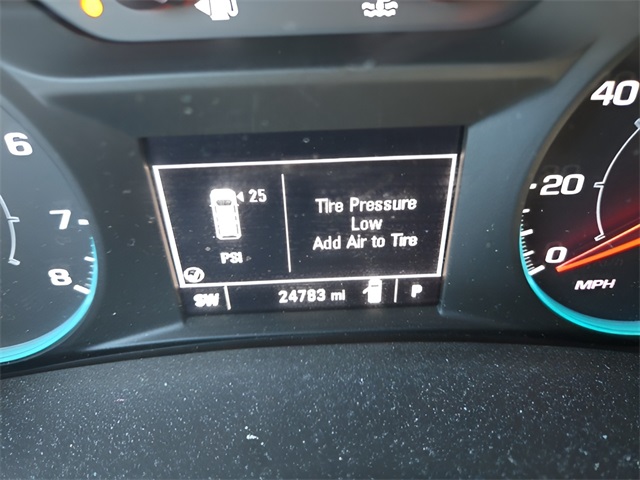 6
7
8
25
PSI
Tire Pressure
Low
Add Air to Tire
SW
24783 mi
P
40
20
0
MPH